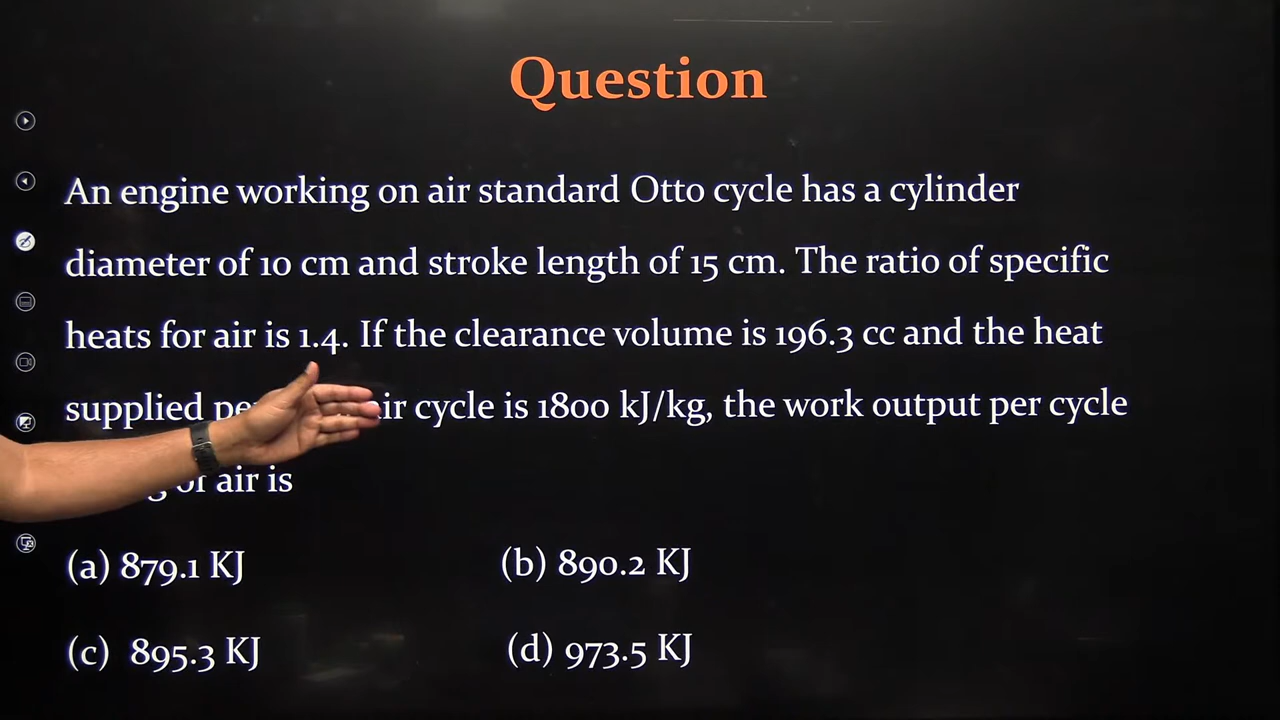 Question
An engine working on air standard Otto cycle has a cylinder
diameter of 10 cm and stroke length of 15 cm. The ratio of specific
heats for air is 1.4. If the clearance volume is 196.3 cc and the heat
supplied cycle is 1800 kJ/kg, the work output per cycle
air is
(a) 879.1 KJ (b) 890.2 KJ
(c) 895.3 KJ (d) 973.5 KJ